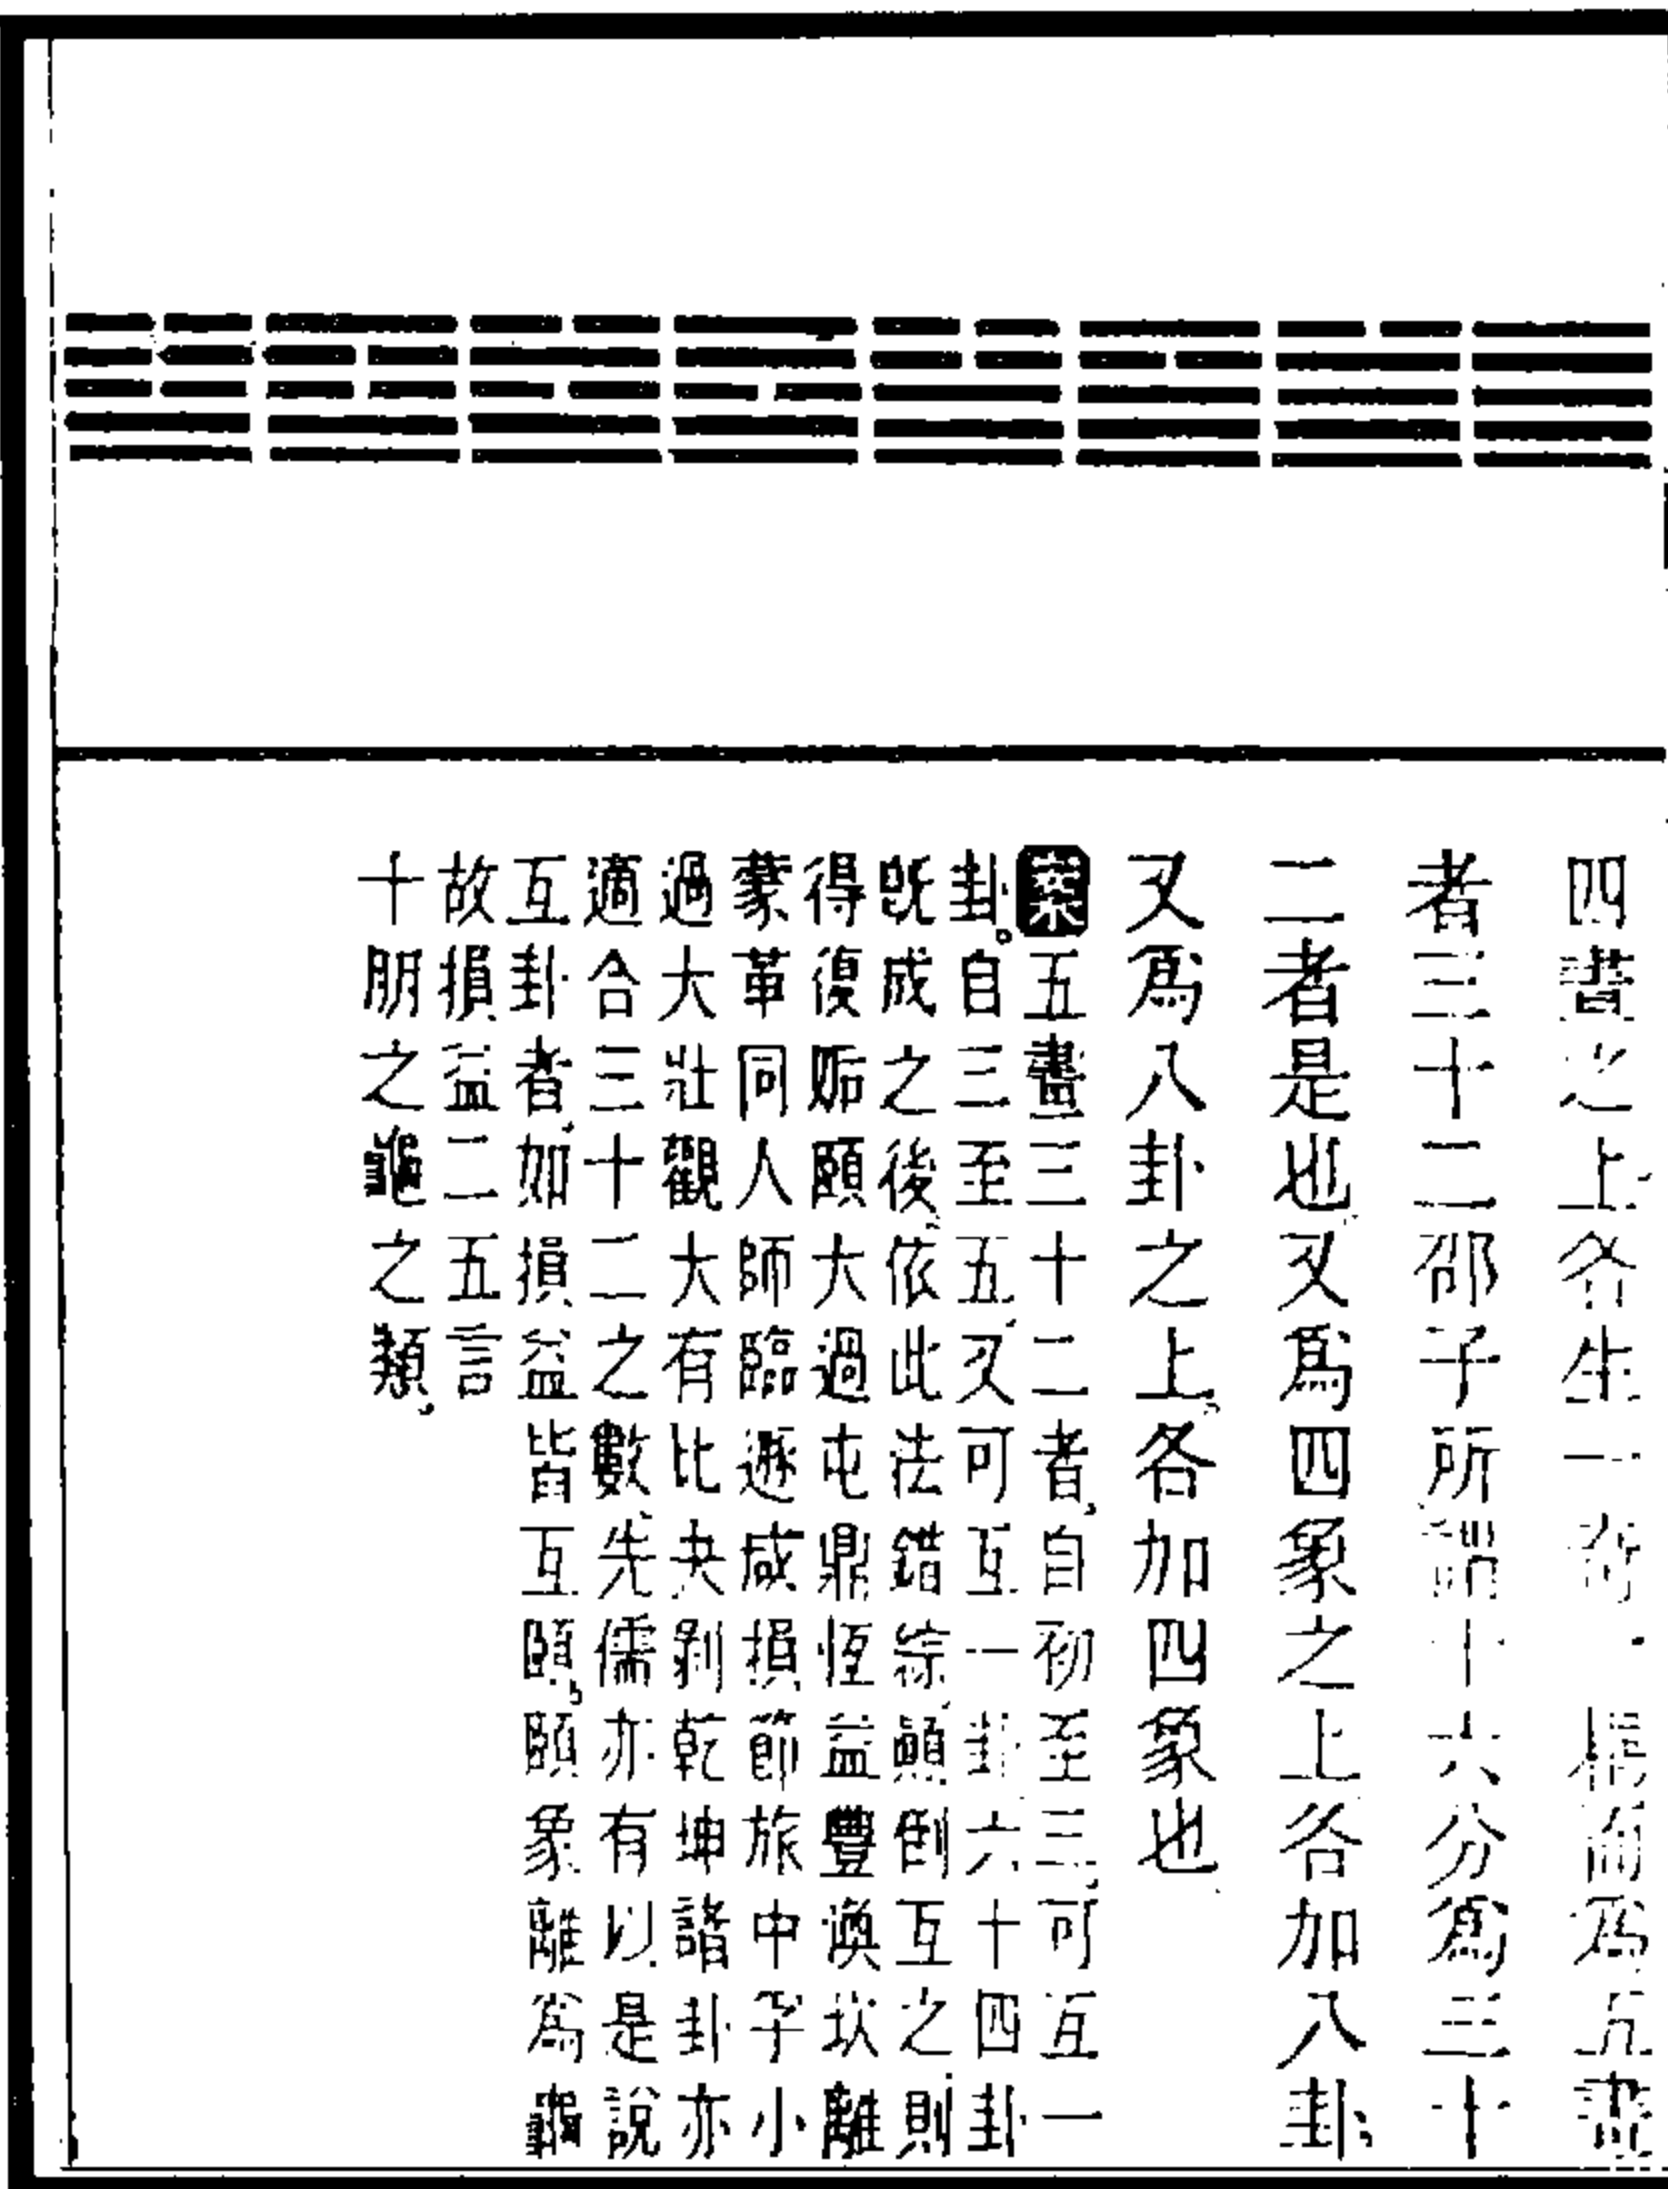 四畫之上各生一奇一耦而為五畫
者三十二邵子所謂十六分爲三十
二者是也又爲四象之上各加八卦
又爲八卦之上各加四象也
案五畫三十二者自初至三可互一
卦自三至五又可互一卦六十四卦
旣成之後依此法錯綜顚倒互之則
得復姤頤大過屯鼎恆益豐渙坎離
蒙革同人師臨遯咸損節旅中孚小
過大壯觀大有比夬剝乾坤諸卦亦
適合三十二之數先儒亦有以是說
互卦者如損益皆互頤頤象離爲龜
故損益二五言
十朋之龜之類